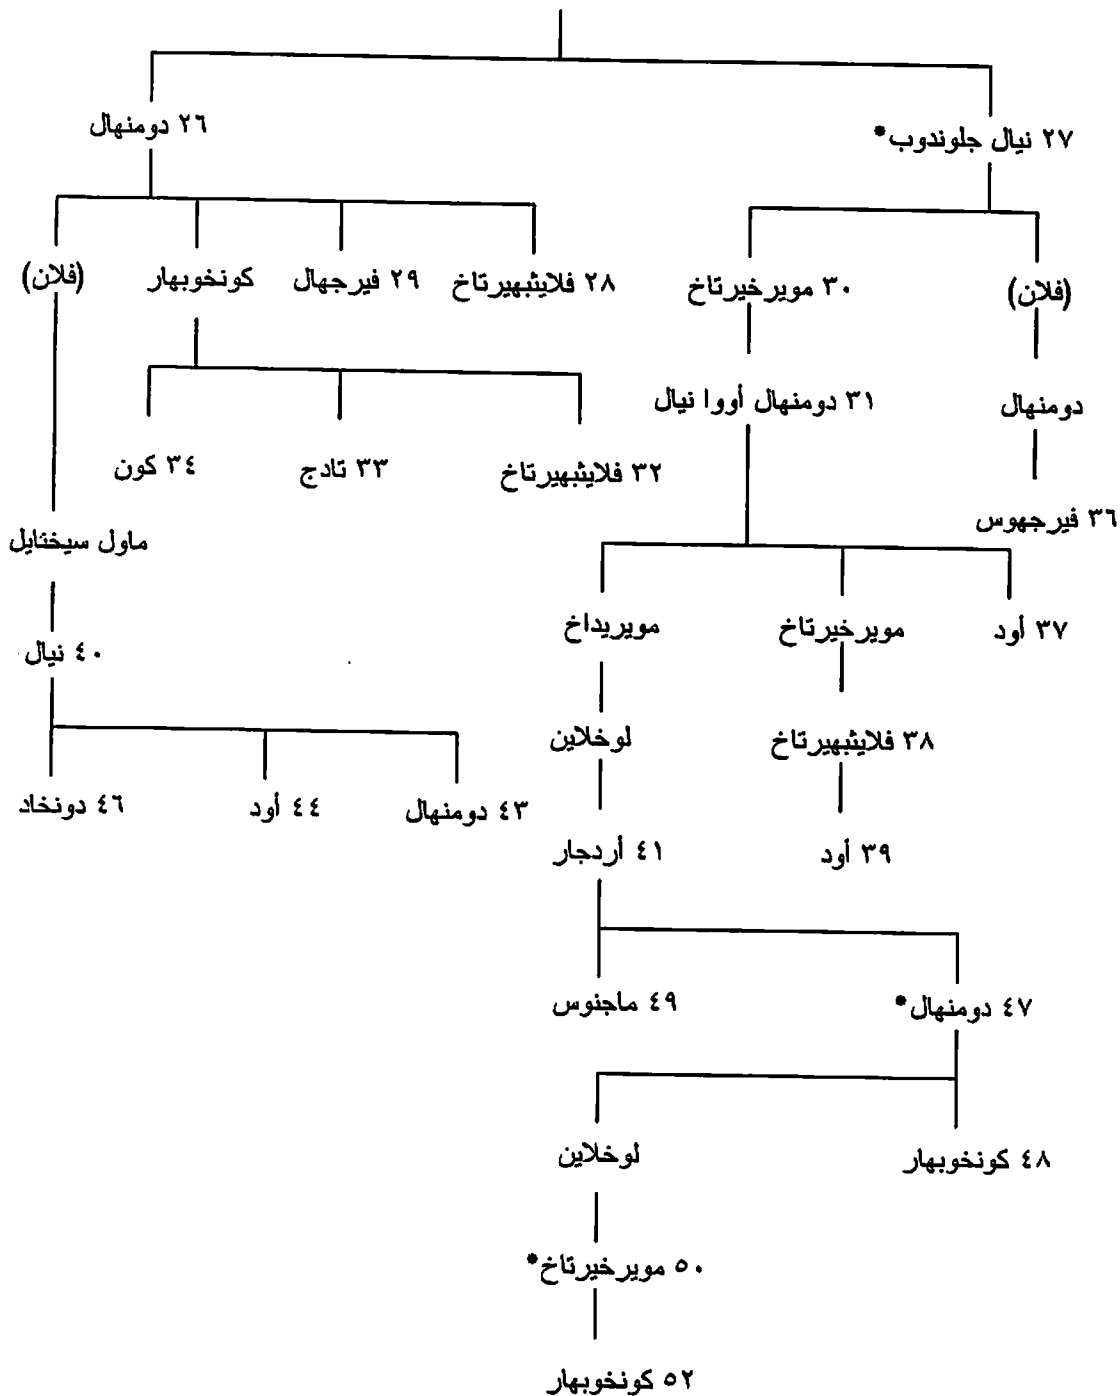 ٢٧ نيال جلوندوب*
٢٦ دومنهال
(فلان)
٣٠ مويرخيرتاخ
٢٨ فلايثبهيرتاخ
٢٩ فيرجهال
كونخوبهار
(فلان)
دومنهال
٣١ دومنهال أووا نيال
٣٢ فلايثبهيرتاخ
٣٣ تادج
٣٤ كون
٣٦ فيرجهوس
ماول سيخنايل
٣٧ أود
مويرخيرتاخ
مويريداخ
٤٠ نيال
٣٨ فلايثبهيرتاخ
لوخلاين
٤٣ دومنهال
٤٤ أود
٤٦ دونخاد
٣٩ أود
٤١ أردجار
٤٧ دومنهال*
٤٩ ماجنوس
٤٨ كونخوبهار
لوخلاين
٥٠ مويرخيرتاخ*
٥٢ كونخوبهار